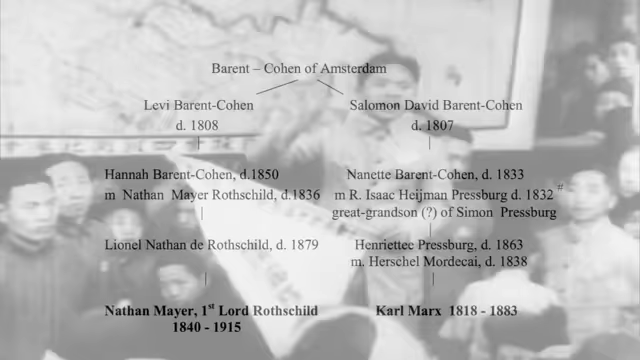 Barent – Cohen of Amsterdam
Levi Barent-Cohen
d. 1808
Salomon David Barent-Cohen
d. 1807
Hannah Barent-Cohen, d.1850
m Nathan Mayer Rothschild, d.1836
Nanette Barent-Cohen, d. 1833
m R. Isaac Heijman Pressburg d. 1832 #
great-grandson (?) of Simon Pressburg
Lionel Nathan de Rothschild, d. 1879
Henriettec Pressburg, d. 1863
m. Herschel Mordecai, d. 1838
Nathan Mayer, 1st Lord Rothschild
1840 - 1915
Karl Marx 1818 - 1883